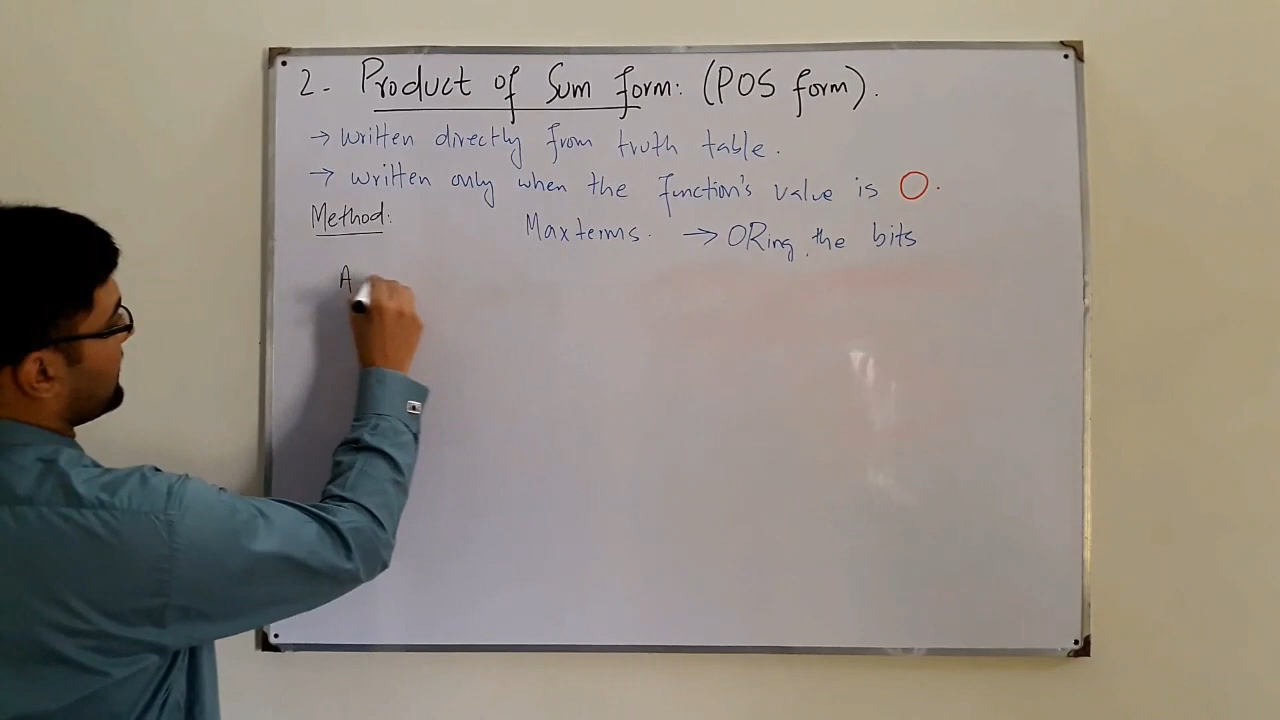 2- Product of Sum form: (POS form).
→ Written directly from truth table.
→ written only when the function's value is 0.
Method: Maxterms. → ORing the bits
A